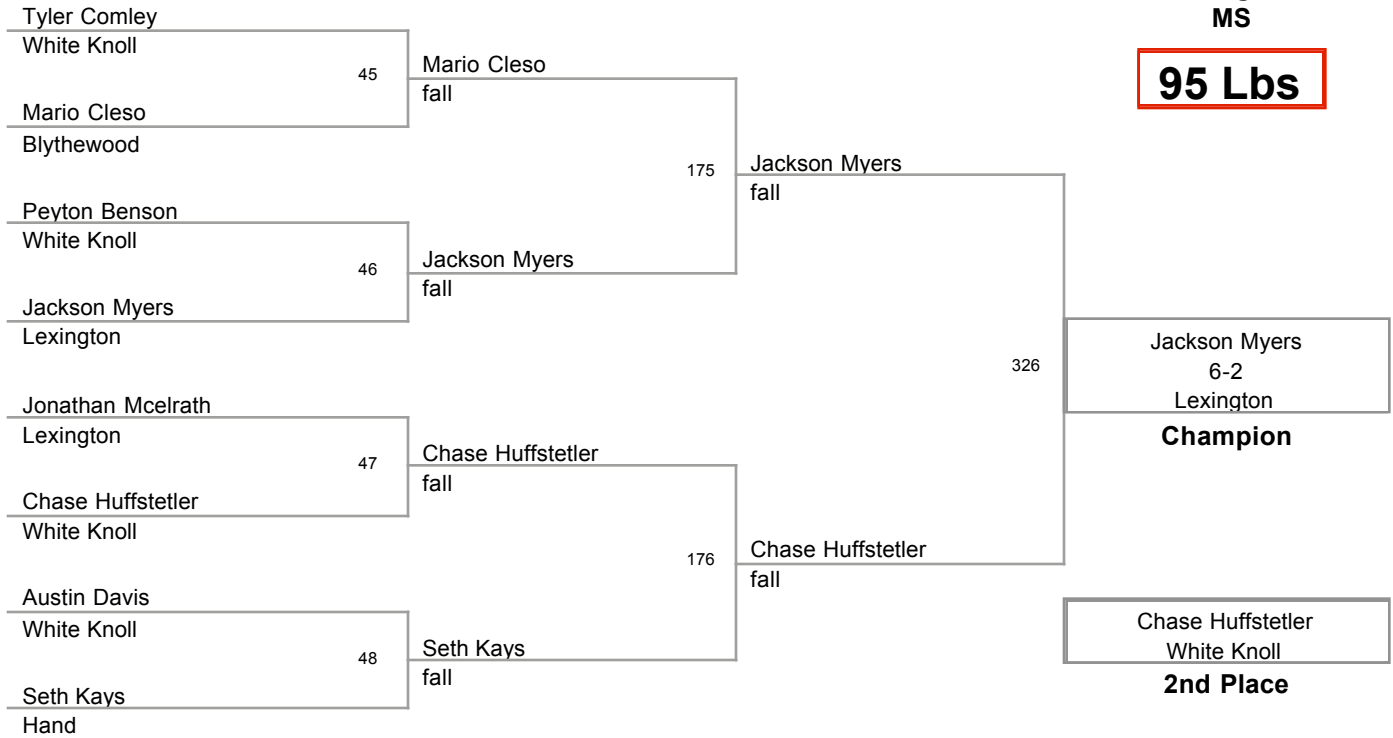 MS
95 Lbs
Tyler Comley
White Knoll
45
Mario Cleso
fall
Mario Cleso
Blythewood
175
Jackson Myers
fall
Peyton Benson
White Knoll
46
Jackson Myers
fall
Jackson Myers
Lexington
326
Jackson Myers
6-2
Lexington
Champion
Jonathan Mcelrath
Lexington
47
Chase Huffstetler
fall
Chase Huffstetler
White Knoll
176
Chase Huffstetler
fall
Austin Davis
White Knoll
48
Seth Kays
fall
Seth Kays
Hand
Chase Huffstetler
White Knoll
2nd Place